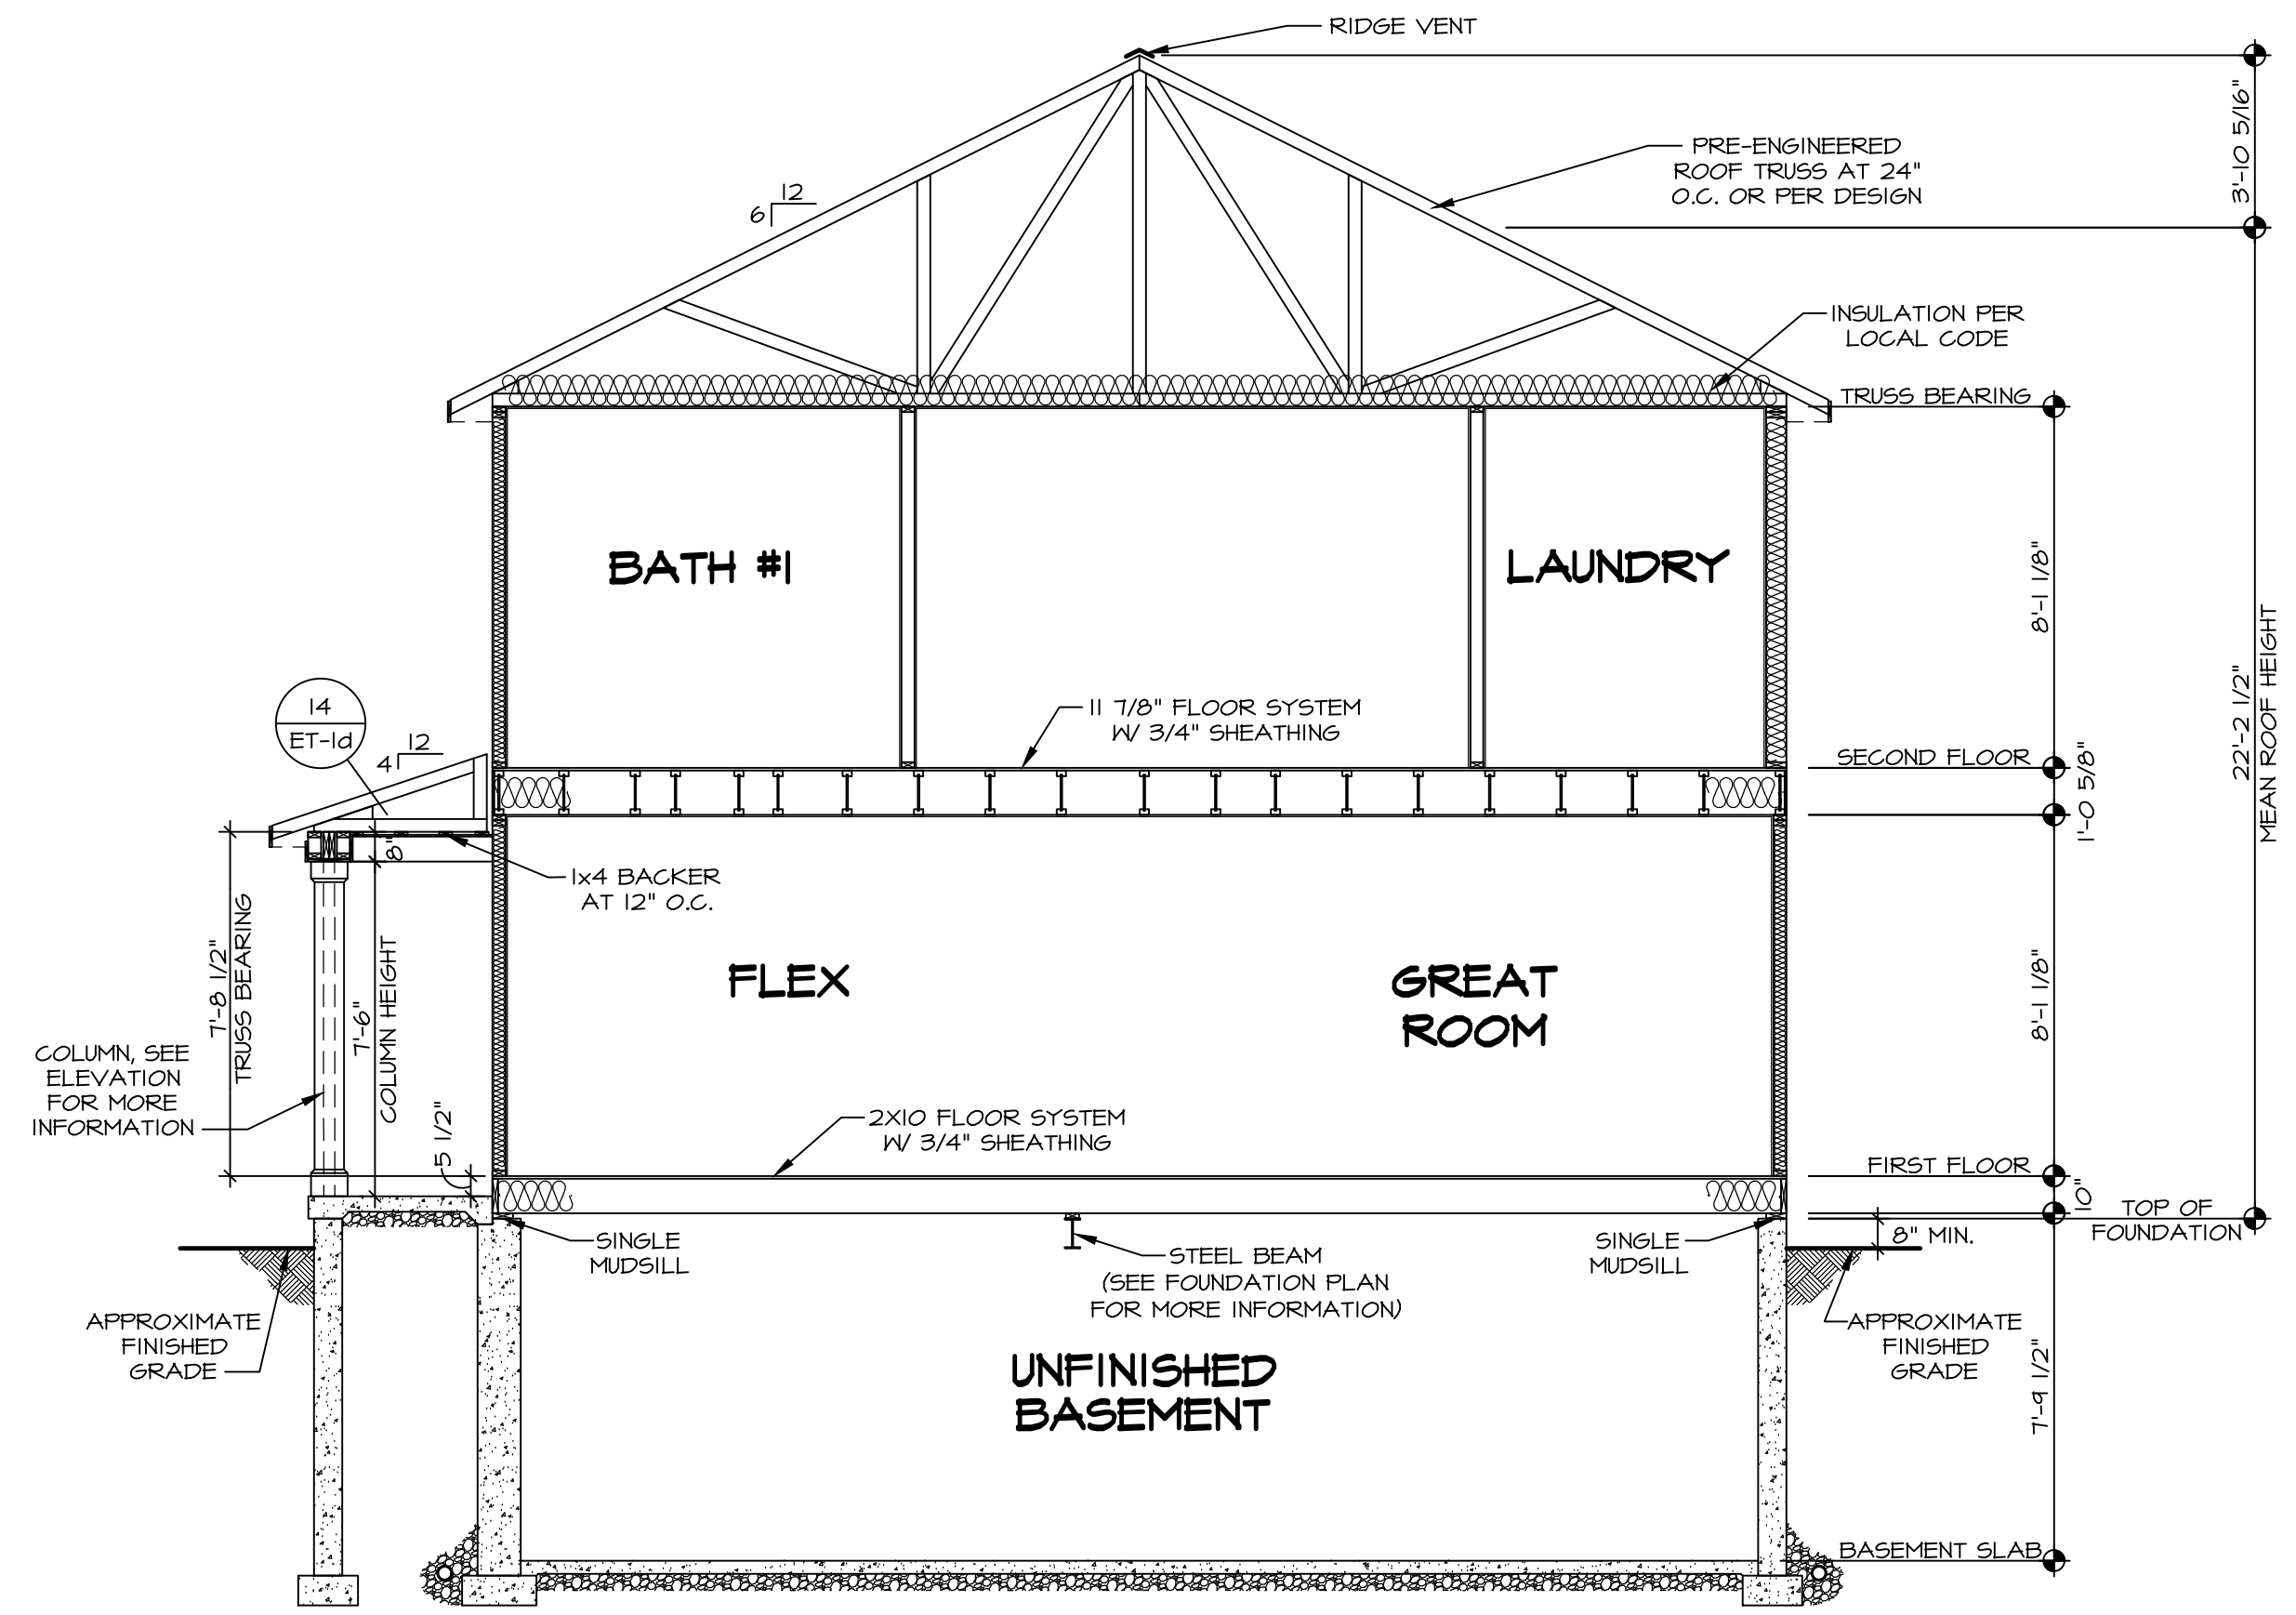 RIDGE VENT
3'-10 5/16"
PRE-ENGINEERED
ROOF TRUSS AT 24"
O.C. OR PER DESIGN
12
6
INSULATION PER
LOCAL CODE
TRUSS BEARING
BATH #1
LAUNDRY
8'-1 1/8"
22'-2 1/2"
MEAN ROOF HEIGHT
14
ET-1d
12
4
11 7/8" FLOOR SYSTEM
W/ 3/4" SHEATHING
SECOND FLOOR
1'-0 5/8"
8"
1x4 BACKER
AT 12" O.C.
7'-8 1/2"
TRUSS BEARING
7'-6"
COLUMN HEIGHT
FLEX
GREAT
ROOM
8'-1 1/8"
COLUMN, SEE
ELEVATION
FOR MORE
INFORMATION
5 1/2"
2X10 FLOOR SYSTEM
W/ 3/4" SHEATHING
FIRST FLOOR
10"
TOP OF
FOUNDATION
8" MIN.
SINGLE
MUDSILL
STEEL BEAM
(SEE FOUNDATION PLAN
FOR MORE INFORMATION)
SINGLE
MUDSILL
APPROXIMATE
FINISHED
GRADE
APPROXIMATE
FINISHED
GRADE
UNFINISHED
BASEMENT
7'-9 1/2"
BASEMENT SLAB